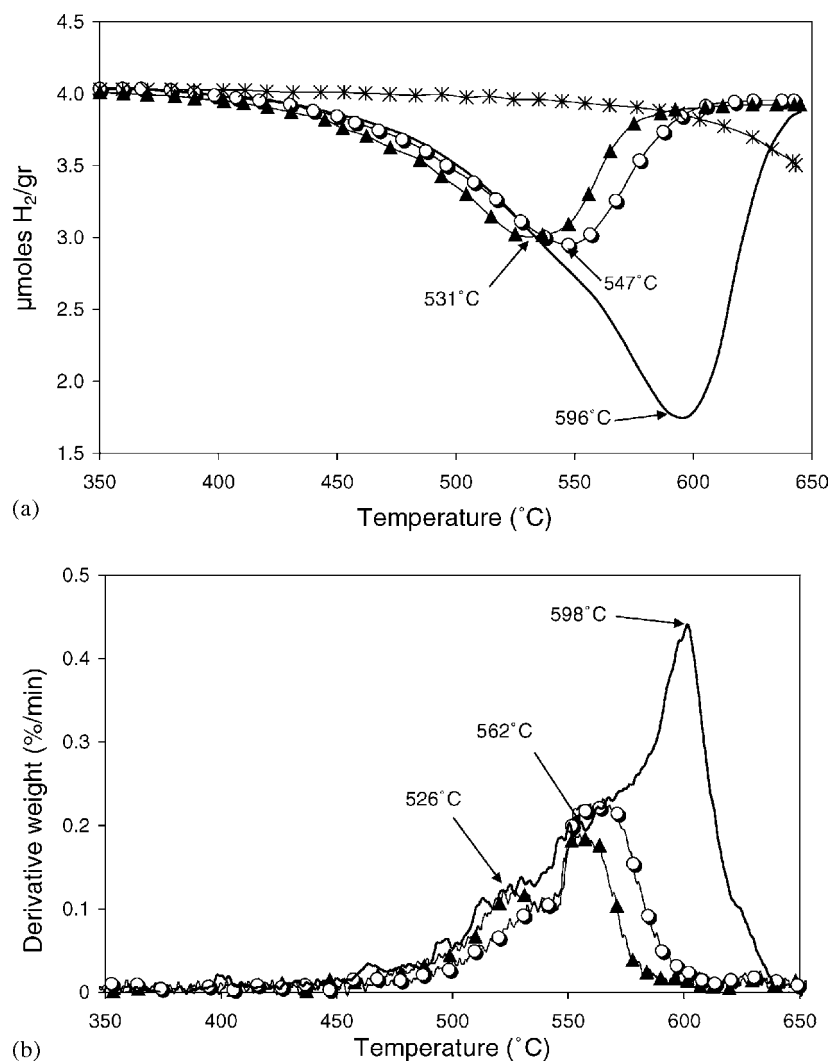 4.5
4.0
3.5
3.0
2.5
2.0
1.5
µmoles H₂/gr
531˚C
547˚C
596˚C
350 400 450 500 550 600 650
(a)
Temperature (˚C)
0.5
0.4
0.3
0.2
0.1
0
Derivative weight (%/min)
598˚C
562˚C
526˚C
350 400 450 500 550 600 650
(b)
Temperature (˚C)